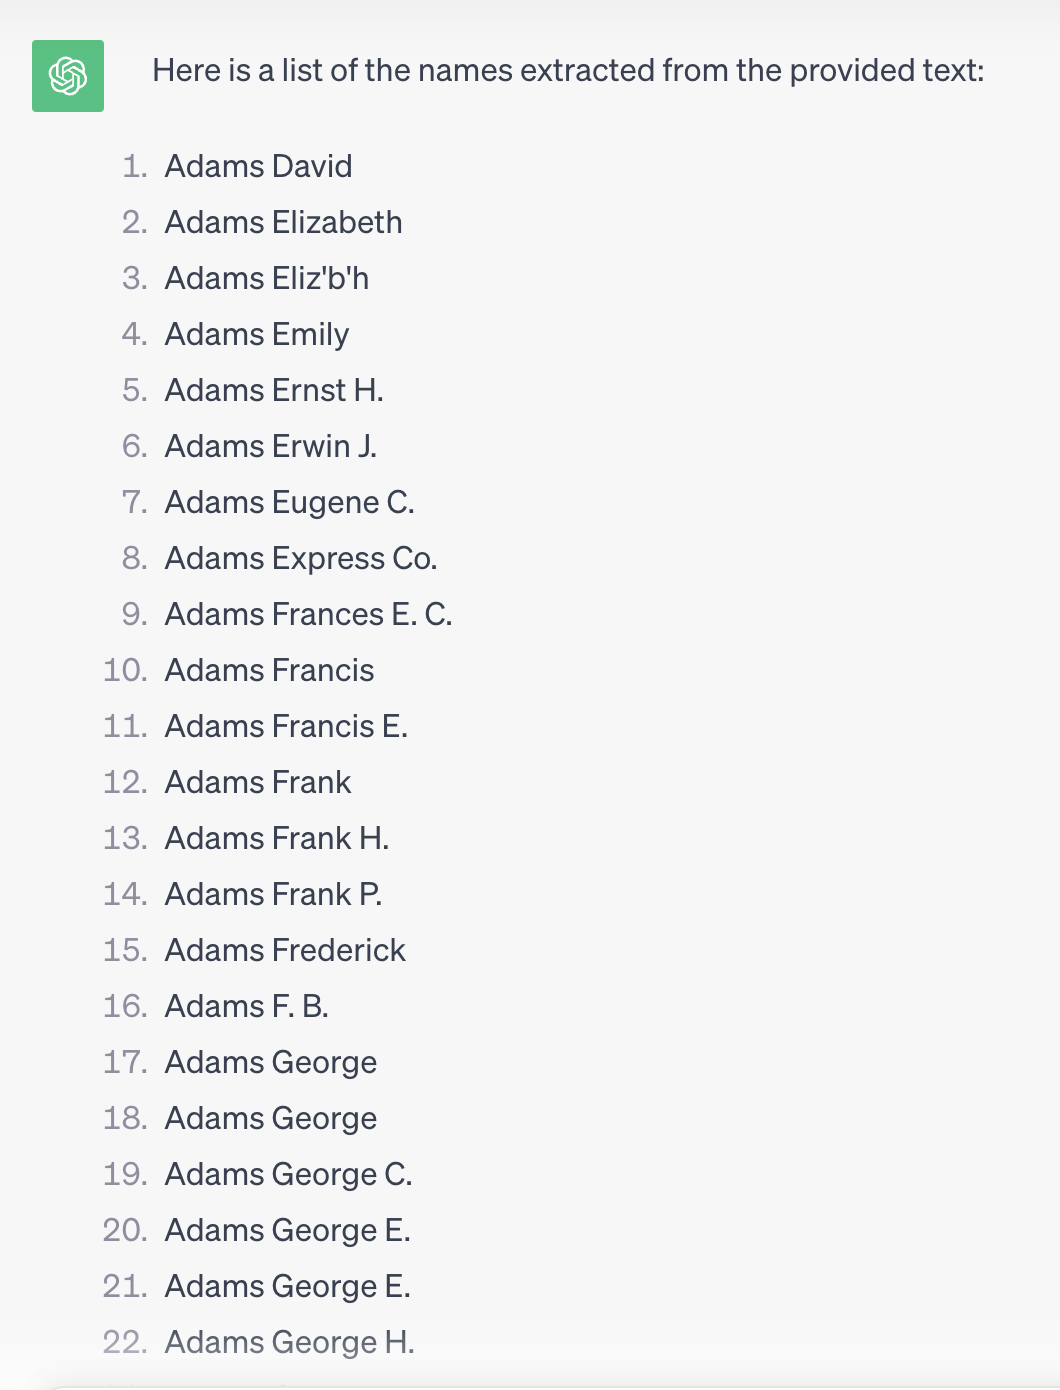 Here is a list of the names extracted from the provided text:
1. Adams David
2. Adams Elizabeth
3. Adams Eliz'b'h
4. Adams Emily
5. Adams Ernst H.
6. Adams Erwin J.
7. Adams Eugene C.
8. Adams Express Co.
9. Adams Frances E. C.
10. Adams Francis
11. Adams Francis E.
12. Adams Frank
13. Adams Frank H.
14. Adams Frank P.
15. Adams Frederick
16. Adams F. B.
17. Adams George
18. Adams George
19. Adams George C.
20. Adams George E.
21. Adams George E.
22. Adams George H.